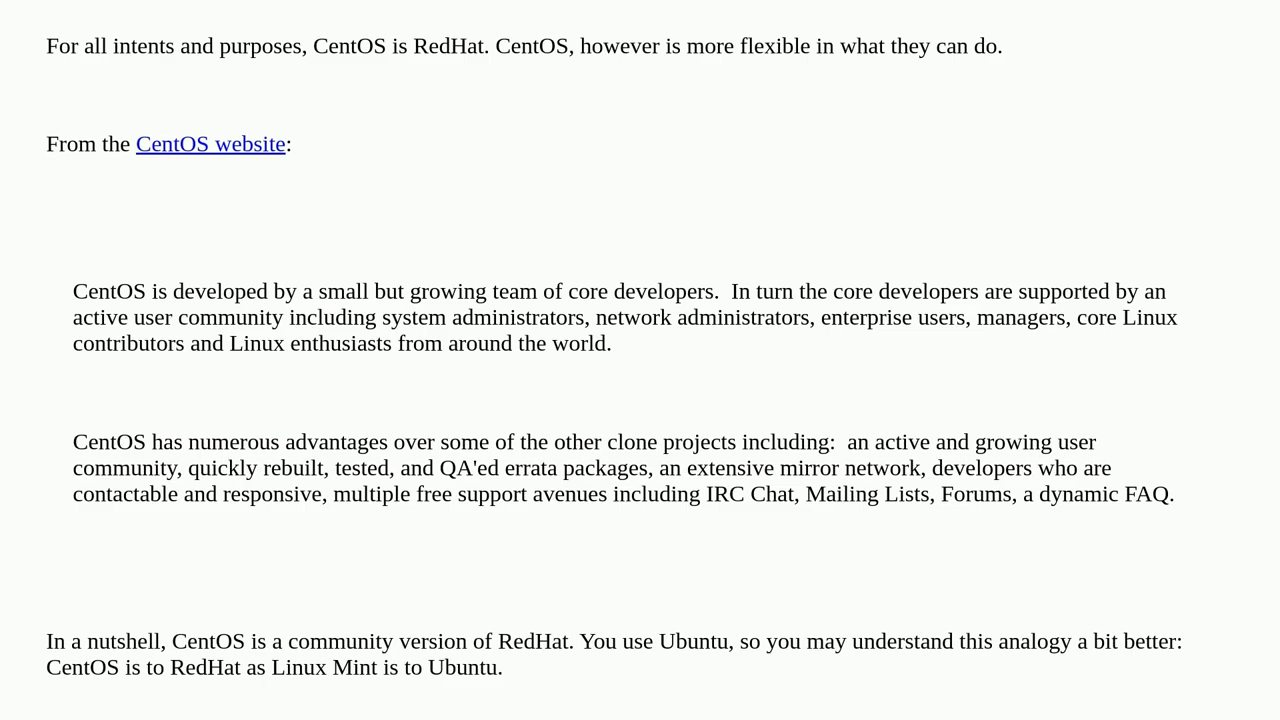 For all intents and purposes, CentOS is RedHat. CentOS, however is more flexible in what they can do.
From the CentOS website:
CentOS is developed by a small but growing team of core developers.  In turn the core developers are supported by an
active user community including system administrators, network administrators, enterprise users, managers, core Linux
contributors and Linux enthusiasts from around the world.
CentOS has numerous advantages over some of the other clone projects including:  an active and growing user
community, quickly rebuilt, tested, and QA'ed errata packages, an extensive mirror network, developers who are
contactable and responsive, multiple free support avenues including IRC Chat, Mailing Lists, Forums, a dynamic FAQ.
In a nutshell, CentOS is a community version of RedHat. You use Ubuntu, so you may understand this analogy a bit better:
CentOS is to RedHat as Linux Mint is to Ubuntu.